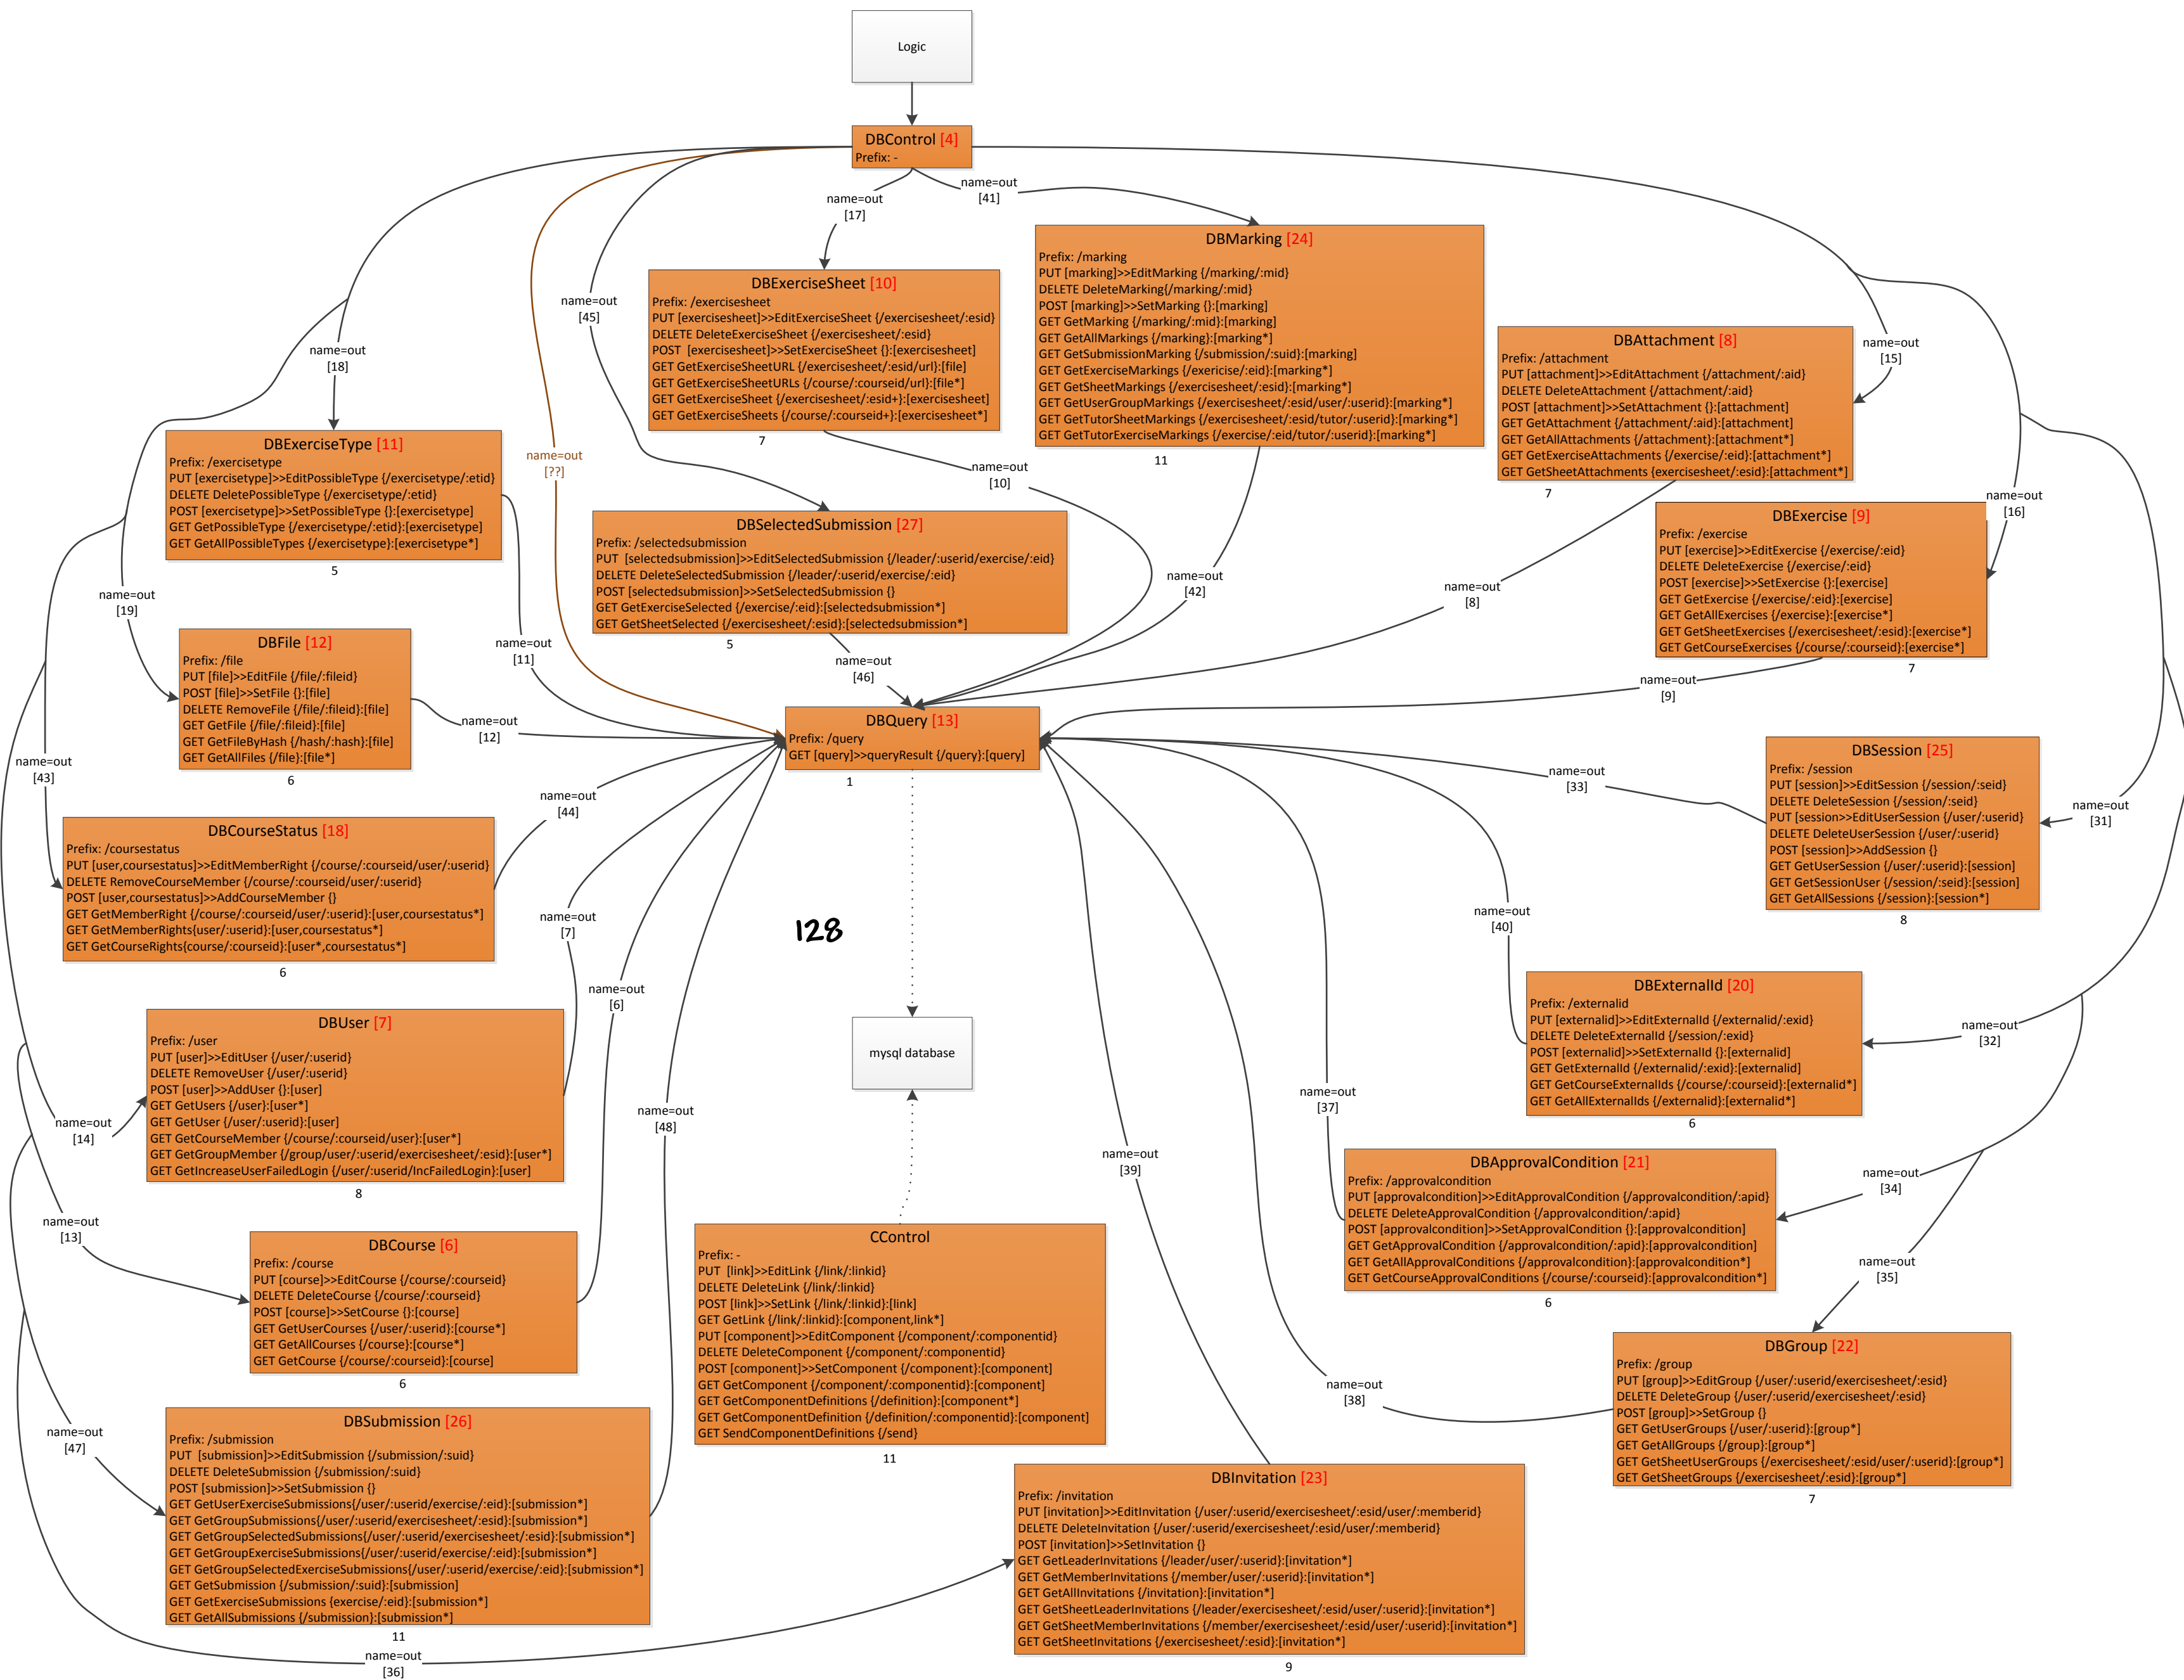 Logic
DBControl [4]
Prefix: -
name=out
[41]
name=out
[17]
DBMarking [24]
Prefix: /marking
PUT [marking]>>EditMarking {/marking/:mid}
DELETE DeleteMarking{/marking/:mid}
POST [marking]>>SetMarking {}:[marking]
GET GetMarking {/marking/:mid}:[marking]
GET GetAllMarkings {/marking}:[marking*]
GET GetSubmissionMarking {/submission/:suid}:[marking]
GET GetExerciseMarkings {/exericise/:eid}:[marking*]
GET GetSheetMarkings {/exercisesheet/:esid}:[marking*]
GET GetUserGroupMarkings {/exercisesheet/:esid/user/:userid}:[marking*]
GET GetTutorSheetMarkings {/exercisesheet/:esid/tutor/:userid}:[marking*]
GET GetTutorExerciseMarkings {/exercise/:eid/tutor/:userid}:[marking*]
11
DBExerciseSheet [10]
Prefix: /exercisesheet
PUT [exercisesheet]>>EditExerciseSheet {/exercisesheet/:esid}
DELETE DeleteExerciseSheet {/exercisesheet/:esid}
POST  [exercisesheet]>>SetExerciseSheet {}:[exercisesheet]
GET GetExerciseSheetURL {/exercisesheet/:esid/url}:[file]
GET GetExerciseSheetURLs {/course/:courseid/url}:[file*]
GET GetExerciseSheet {/exercisesheet/:esid+}:[exercisesheet]
GET GetExerciseSheets {/course/:courseid+}:[exercisesheet*]
7
name=out
[45]
name=out
[18]
name=out
[15]
DBAttachment [8]
Prefix: /attachment
PUT [attachment]>>EditAttachment {/attachment/:aid}
DELETE DeleteAttachment {/attachment/:aid}
POST [attachment]>>SetAttachment {}:[attachment]
GET GetAttachment {/attachment/:aid}:[attachment]
GET GetAllAttachments {/attachment}:[attachment*]
GET GetExerciseAttachments {/exercise/:eid}:[attachment*]
GET GetSheetAttachments {exercisesheet/:esid}:[attachment*]
7
DBExerciseType [11]
Prefix: /exercisetype
PUT [exercisetype]>>EditPossibleType {/exercisetype/:etid}
DELETE DeletePossibleType {/exercisetype/:etid}
POST [exercisetype]>>SetPossibleType {}:[exercisetype]
GET GetPossibleType {/exercisetype/:etid}:[exercisetype]
GET GetAllPossibleTypes {/exercisetype}:[exercisetype*]
5
name=out
[??]
name=out
[10]
name=out
[16]
DBSelectedSubmission [27]
Prefix: /selectedsubmission
PUT  [selectedsubmission]>>EditSelectedSubmission {/leader/:userid/exercise/:eid}
DELETE DeleteSelectedSubmission {/leader/:userid/exercise/:eid}
POST [selectedsubmission]>>SetSelectedSubmission {}
GET GetExerciseSelected {/exercise/:eid}:[selectedsubmission*]
GET GetSheetSelected {/exercisesheet/:esid}:[selectedsubmission*]
5
DBExercise [9]
Prefix: /exercise
PUT [exercise]>>EditExercise {/exercise/:eid}
DELETE DeleteExercise {/exercise/:eid}
POST [exercise]>>SetExercise {}:[exercise]
GET GetExercise {/exercise/:eid}:[exercise]
GET GetAllExercises {/exercise}:[exercise*]
GET GetSheetExercises {/exercisesheet/:esid}:[exercise*]
GET GetCourseExercises {/course/:courseid}:[exercise*]
7
name=out
[42]
name=out
[8]
name=out
[19]
name=out
[11]
name=out
[46]
name=out
[9]
DBFile [12]
Prefix: /file
PUT [file]>>EditFile {/file/:fileid}
POST [file]>>SetFile {}:[file]
DELETE RemoveFile {/file/:fileid}:[file]
GET GetFile {/file/:fileid}:[file]
GET GetFileByHash {/hash/:hash}:[file]
GET GetAllFiles {/file}:[file*]
6
name=out
[12]
DBQuery [13]
Prefix: /query
GET [query]>>queryResult {/query}:[query]
1
name=out
[43]
name=out
[44]
name=out
[33]
DBSession [25]
Prefix: /session
PUT [session]>>EditSession {/session/:seid}
DELETE DeleteSession {/session/:seid}
PUT [session>>EditUserSession {/user/:userid}
DELETE DeleteUserSession {/user/:userid}
POST [session]>>AddSession {}
GET GetUserSession {/user/:userid}:[session]
GET GetSessionUser {/session/:seid}:[session]
GET GetAllSessions {/session}:[session*]
8
name=out
[31]
DBCourseStatus [18]
Prefix: /coursestatus
PUT [user,coursestatus]>>EditMemberRight {/course/:courseid/user/:userid}
DELETE RemoveCourseMember {/course/:courseid/user/:userid}
POST [user,coursestatus]>>AddCourseMember {}
GET GetMemberRight {/course/:courseid/user/:userid}:[user,coursestatus*]
GET GetMemberRights{user/:userid}:[user,coursestatus*]
GET GetCourseRights{course/:courseid}:[user*,coursestatus*]
6
name=out
[7]
128
name=out
[40]
name=out
[6]
DBExternalId [20]
Prefix: /externalid
PUT [externalid]>>EditExternalId {/externalid/:exid}
DELETE DeleteExternalId {/session/:exid}
POST [externalid]>>SetExternalId {}:[externalid]
GET GetExternalId {/externalid/:exid}:[externalid]
GET GetCourseExternalIds {/course/:courseid}:[externalid*]
GET GetAllExternalIds {/externalid}:[externalid*]
6
name=out
[32]
DBUser [7]
Prefix: /user
PUT [user]>>EditUser {/user/:userid}
DELETE RemoveUser {/user/:userid}
POST [user]>>AddUser {}:[user]
GET GetUsers {/user}:[user*]
GET GetUser {/user/:userid}:[user]
GET GetCourseMember {/course/:courseid/user}:[user*]
GET GetGroupMember {/group/user/:userid/exercisesheet/:esid}:[user*]
GET GetIncreaseUserFailedLogin {/user/:userid/IncFailedLogin}:[user]
8
mysql database
name=out
[14]
name=out
[48]
name=out
[37]
name=out
[39]
DBApprovalCondition [21]
Prefix: /approvalcondition
PUT [approvalcondition]>>EditApprovalCondition {/approvalcondition/:apid}
DELETE DeleteApprovalCondition {/approvalcondition/:apid}
POST [approvalcondition]>>SetApprovalCondition {}:[approvalcondition]
GET GetApprovalCondition {/approvalcondition/:apid}:[approvalcondition]
GET GetAllApprovalConditions {/approvalcondition}:[approvalcondition*]
GET GetCourseApprovalConditions {/course/:courseid}:[approvalcondition*]
6
name=out
[34]
name=out
[13]
name=out
[35]
DBCourse [6]
Prefix: /course
PUT [course]>>EditCourse {/course/:courseid}
DELETE DeleteCourse {/course/:courseid}
POST [course]>>SetCourse {}:[course]
GET GetUserCourses {/user/:userid}:[course*]
GET GetAllCourses {/course}:[course*]
GET GetCourse {/course/:courseid}:[course]
6
CControl
Prefix: -
PUT  [link]>>EditLink {/link/:linkid}
DELETE DeleteLink {/link/:linkid}
POST [link]>>SetLink {/link/:linkid}:[link]
GET GetLink {/link/:linkid}:[component,link*]
PUT [component]>>EditComponent {/component/:componentid}
DELETE DeleteComponent {/component/:componentid}
POST [component]>>SetComponent {/component}:[component]
GET GetComponent {/component/:componentid}:[component]
GET GetComponentDefinitions {/definition}:[component*]
GET GetComponentDefinition {/definition/:componentid}:[component]
GET SendComponentDefinitions {/send}
11
DBGroup [22]
Prefix: /group
PUT [group]>>EditGroup {/user/:userid/exercisesheet/:esid}
DELETE DeleteGroup {/user/:userid/exercisesheet/:esid}
POST [group]>>SetGroup {}
GET GetUserGroups {/user/:userid}:[group*]
GET GetAllGroups {/group}:[group*]
GET GetSheetUserGroups {/exercisesheet/:esid/user/:userid}:[group*]
GET GetSheetGroups {/exercisesheet/:esid}:[group*]
7
name=out
[38]
name=out
[47]
DBSubmission [26]
Prefix: /submission
PUT  [submission]>>EditSubmission {/submission/:suid}
DELETE DeleteSubmission {/submission/:suid}
POST [submission]>>SetSubmission {}
GET GetUserExerciseSubmissions{/user/:userid/exercise/:eid}:[submission*]
GET GetGroupSubmissions{/user/:userid/exercisesheet/:esid}:[submission*]
GET GetGroupSelectedSubmissions{/user/:userid/exercisesheet/:esid}:[submission*]
GET GetGroupExerciseSubmissions{/user/:userid/exercise/:eid}:[submission*]
GET GetGroupSelectedExerciseSubmissions{/user/:userid/exercise/:eid}:[submission*]
GET GetSubmission {/submission/:suid}:[submission]
GET GetExerciseSubmissions {exercise/:eid}:[submission*]
GET GetAllSubmissions {/submission}:[submission*]
11
DBInvitation [23]
Prefix: /invitation
PUT [invitation]>>EditInvitation {/user/:userid/exercisesheet/:esid/user/:memberid}
DELETE DeleteInvitation {/user/:userid/exercisesheet/:esid/user/:memberid}
POST [invitation]>>SetInvitation {}
GET GetLeaderInvitations {/leader/user/:userid}:[invitation*]
GET GetMemberInvitations {/member/user/:userid}:[invitation*]
GET GetAllInvitations {/invitation}:[invitation*]
GET GetSheetLeaderInvitations {/leader/exercisesheet/:esid/user/:userid}:[invitation*]
GET GetSheetMemberInvitations {/member/exercisesheet/:esid/user/:userid}:[invitation*]
GET GetSheetInvitations {/exercisesheet/:esid}:[invitation*]
9
name=out
[36]